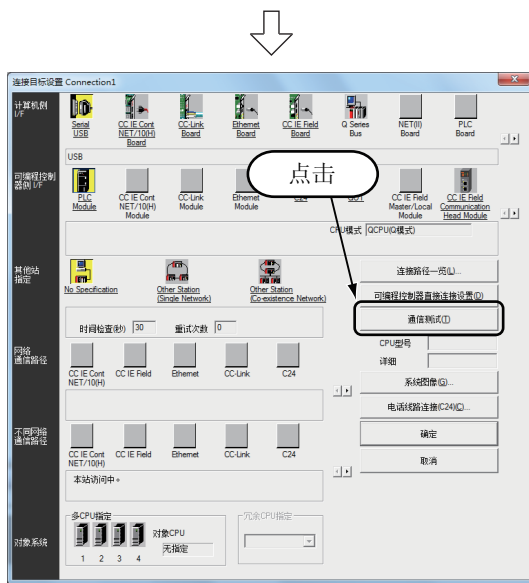 连接目标设置 Connection1
计算机侧
I/F
Serial
USB
CC IE Cont
NET/10(H)
Board
CC-Link
Board
Ethernet
Board
CC IE Field
Board
Q Series
Bus
NET(II)
Board
PLC
Board
USB
可编程控制
器侧 I/F
PLC
Module
CC IE Cont
NET/10(H)
Module
CC-Link
Module
Ethernet
Module
C24
GOT
CC IE Field
Master/Local
Module
CC IE Field
Communication
Head Module
点击
CPU模式 QCPU(Q模式)
其他站
指定
No Specification
Other Station
(Single Network)
Other Station
(Co-existence Network)
连接路径一览(L)...
可编程控制器直接连接设置(D)
通信测试(T)
时间检查(秒) 30 重试次数 0
CPU型号
详细
网络
通信路径
CC IE Cont
NET/10(H)
CC IE Field
Ethernet
CC-Link
C24
系统图像(G)...
电话线路连接(C24)(C)...
不同网络
通信路径
CC IE Cont
NET/10(H)
CC IE Field
Ethernet
CC-Link
C24
确定
取消
本站访问中。
对象系统
多CPU指定
1 2 3 4
对象CPU
无指定
冗余CPU指定